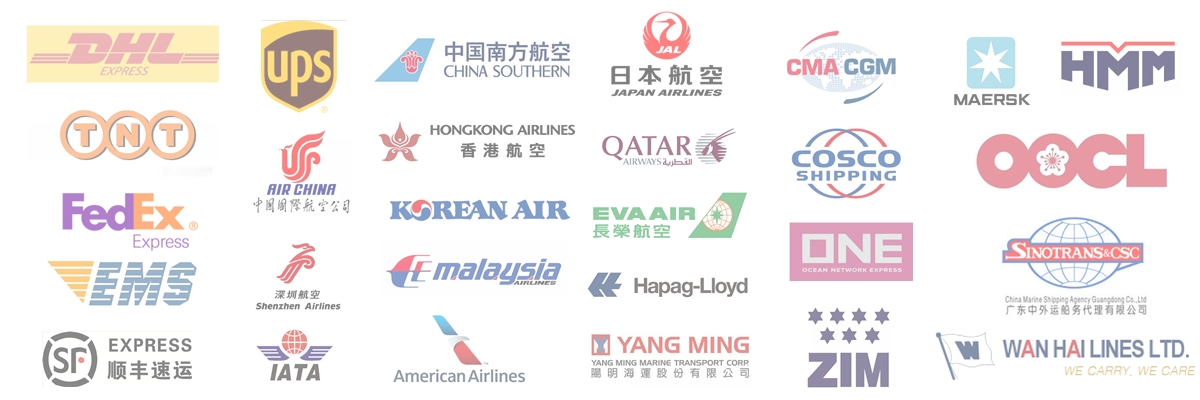 DHL
EXPRESS
TNT
FedEx®
Express
EMS
SF EXPRESS
顺丰速运
ups®
AIR CHINA
中国国際航空公司
深圳航空
Shenzhen Airlines
IATA
中国南方航空
CHINA SOUTHERN
HONGKONG AIRLINES
香港航空
KOREAN AIR
malaysia
AIRLINES
American Airlines
JAL
日本航空
JAPAN AIRLINES
QATAR
AIRWAYS القطرية
EVA AIR
長榮航空
Hapag-Lloyd
YANG MING
YANG MING MARINE TRANSPORT CORP.
陽明海運股份有限公司
CMA CGM
COSCO
SHIPPING
ONE
OCEAN NETWORK EXPRESS
ZIM
MAERSK
HMM
OOCL
SINOTRANS&CSC
China Marine Shipping Agency Guangdong Co.,Ltd
广东中外运船务代理有限公司
W WAN HAI LINES LTD.
WE CARRY, WE CARE